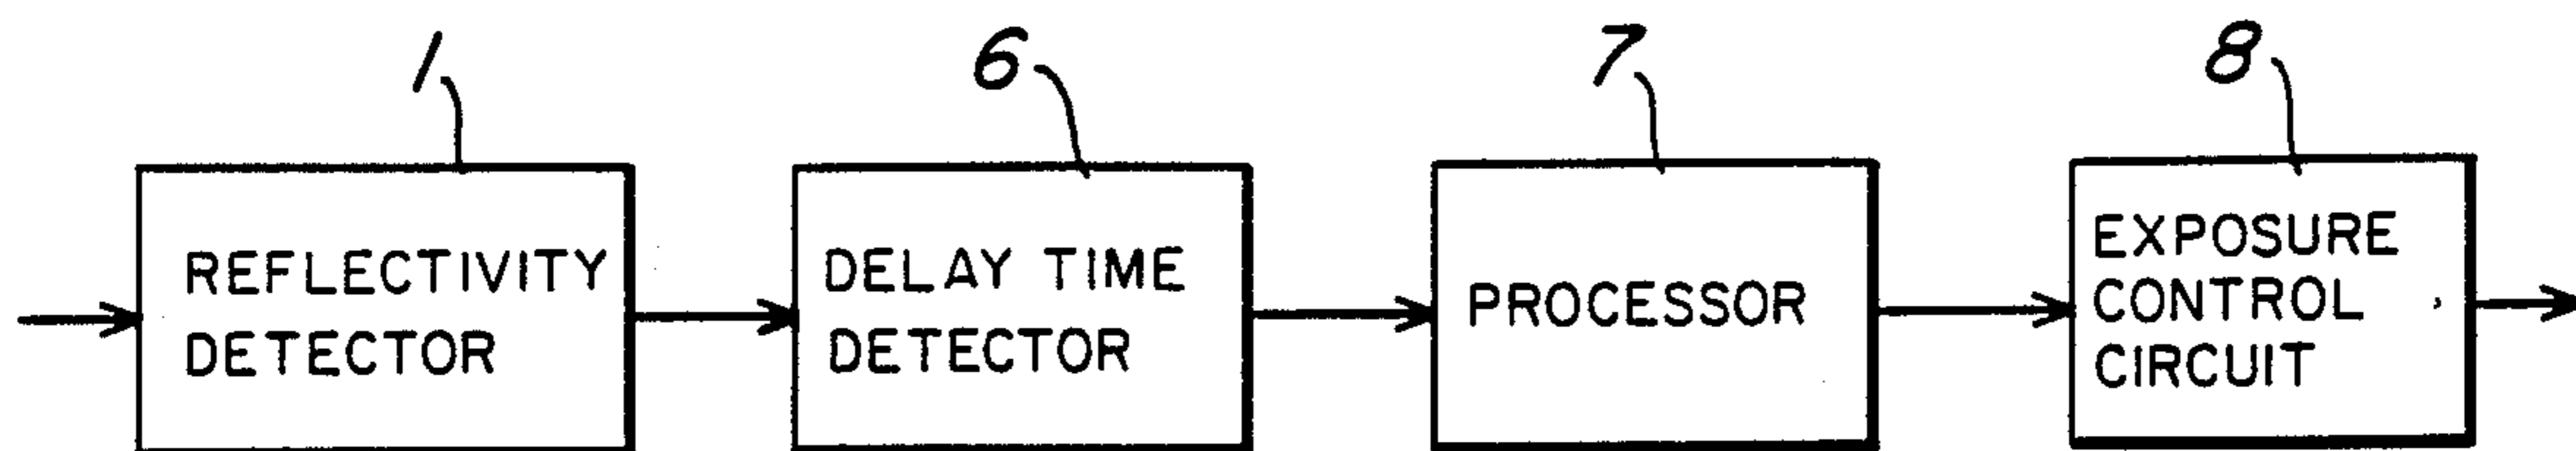 1
6
7
8
REFLECTIVITY
DETECTOR
DELAY TIME
DETECTOR
PROCESSOR
EXPOSURE
CONTROL
CIRCUIT